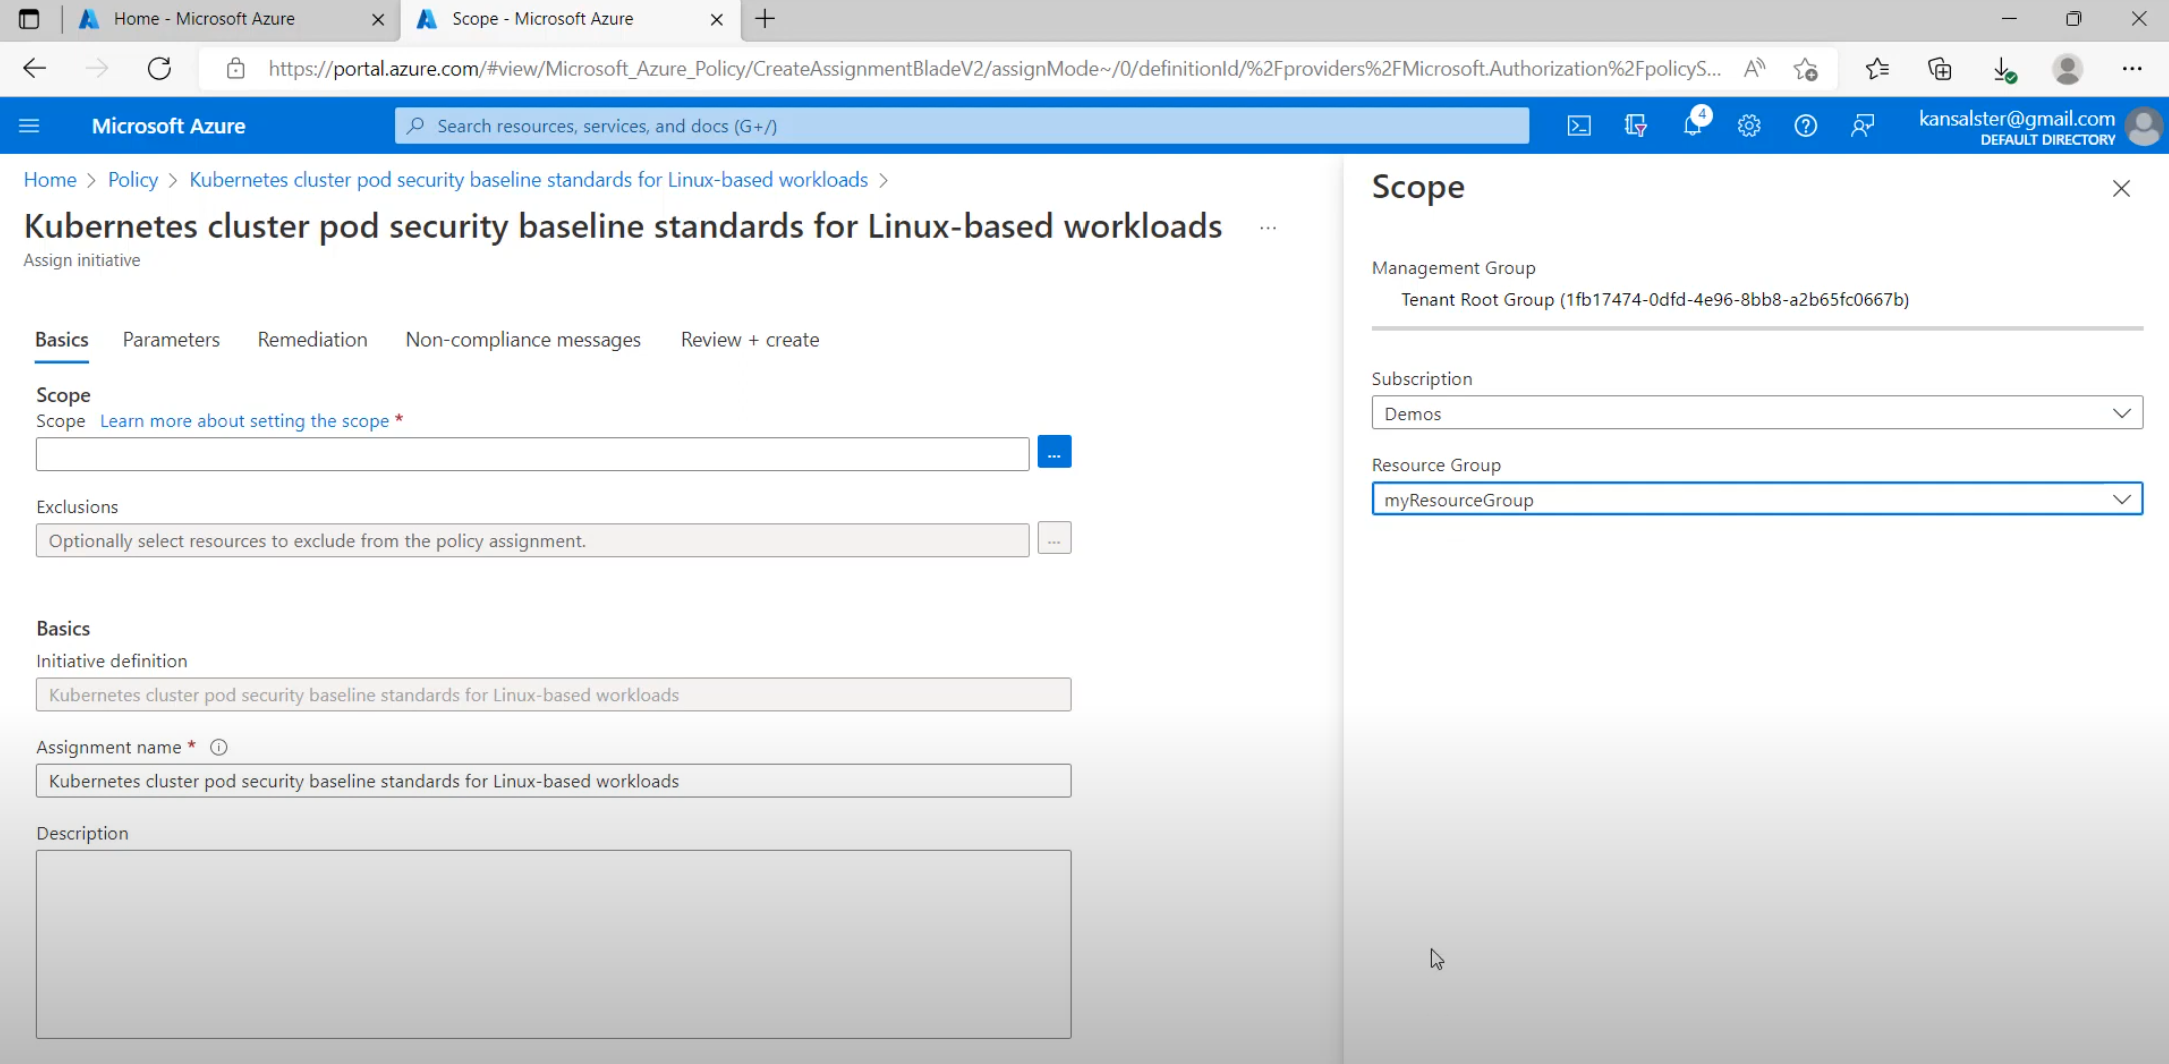 Home - Microsoft Azure
Scope - Microsoft Azure
https://portal.azure.com/#view/Microsoft_Azure_Policy/CreateAssignmentBladeV2/assignMode~/0/definitionId/%2Fproviders%2FMicrosoft.Authorization%2FpolicyS...
Microsoft Azure
Search resources, services, and docs (G+/)
4
kansalster@gmail.com
DEFAULT DIRECTORY
Home > Policy > Kubernetes cluster pod security baseline standards for Linux-based workloads >
Kubernetes cluster pod security baseline standards for Linux-based workloads ...
Assign initiative
Basics Parameters Remediation Non-compliance messages Review + create
Scope
Scope Learn more about setting the scope *
...
Exclusions
Optionally select resources to exclude from the policy assignment.
...
Basics
Initiative definition
Kubernetes cluster pod security baseline standards for Linux-based workloads
Assignment name *
Kubernetes cluster pod security baseline standards for Linux-based workloads
Description
Scope
Management Group
Tenant Root Group (1fb17474-0dfd-4e96-8bb8-a2b65fc0667b)
Subscription
Demos
Resource Group
myResourceGroup